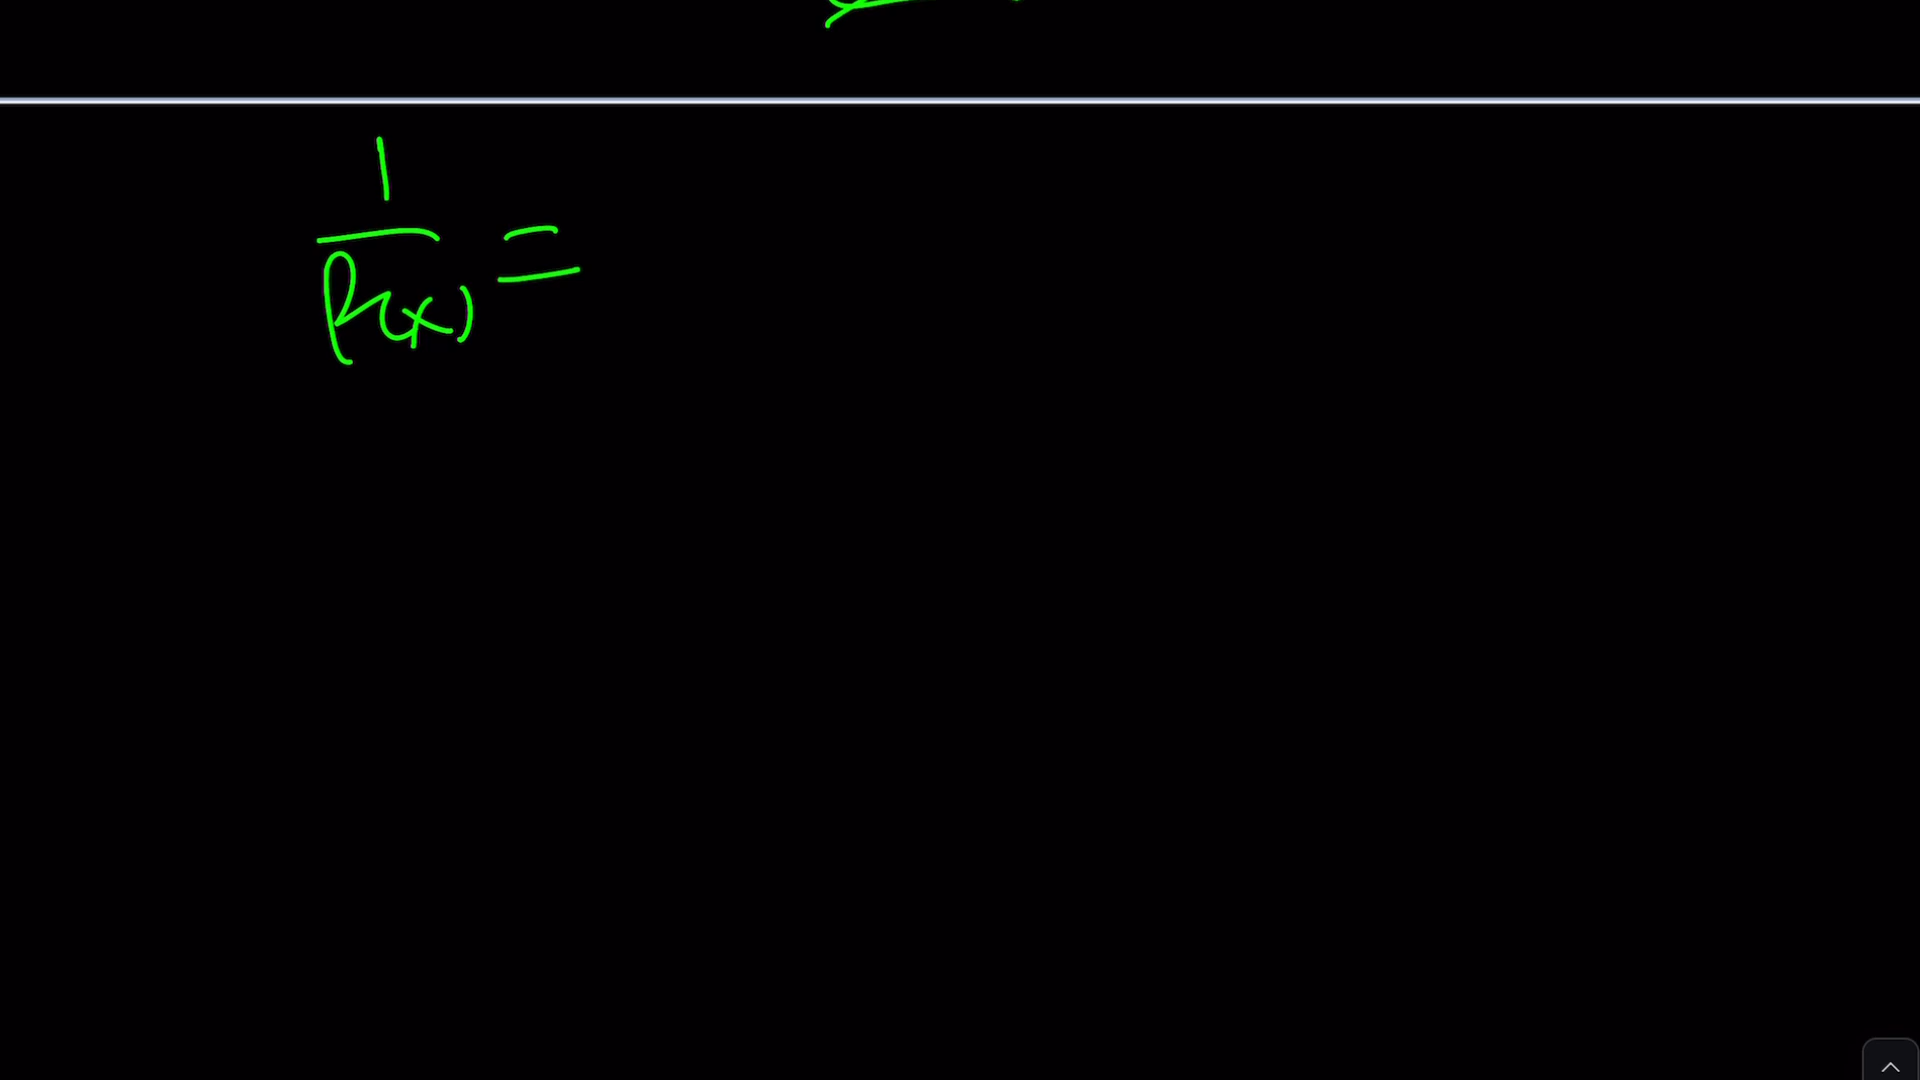 1/P(x) =